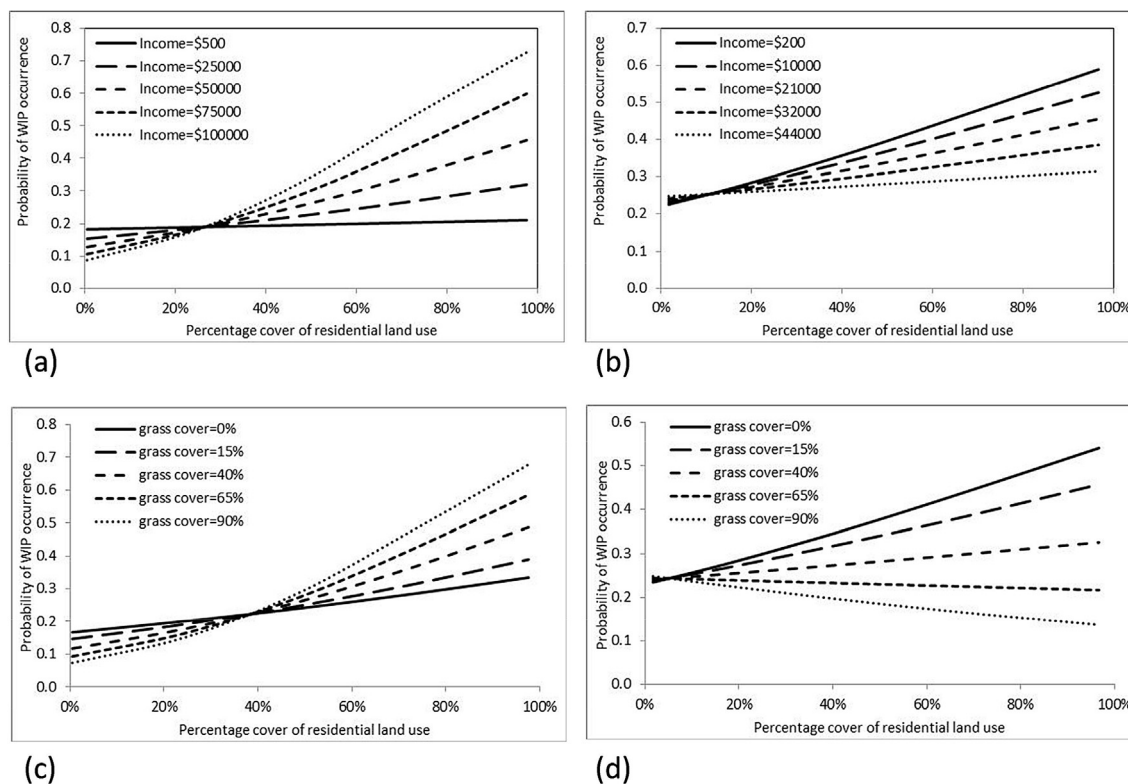 0.8
0.7
0.6
0.5
0.4
0.3
0.2
0.1
0.0
Probability of WIP occurrence
Income=$500
Income=$25000
Income=$50000
Income=$75000
Income=$100000
0% 20% 40% 60% 80% 100%
Percentage cover of residential land use
(a)
0.7
0.6
0.5
0.4
0.3
0.2
0.1
0.0
Probability of WIP occurrence
Income=$200
Income=$10000
Income=$21000
Income=$32000
Income=$44000
0% 20% 40% 60% 80% 100%
Percentage cover of residential land use
(b)
0.8
0.7
0.6
0.5
0.4
0.3
0.2
0.1
0.0
Probability of WIP occurrence
grass cover=0%
grass cover=15%
grass cover=40%
grass cover=65%
grass cover=90%
0% 20% 40% 60% 80% 100%
Percentage cover of residential land use
(c)
0.6
0.5
0.4
0.3
0.2
0.1
0.0
Probability of WIP occurrence
grass cover=0%
grass cover=15%
grass cover=40%
grass cover=65%
grass cover=90%
0% 20% 40% 60% 80% 100%
Percentage cover of residential land use
(d)